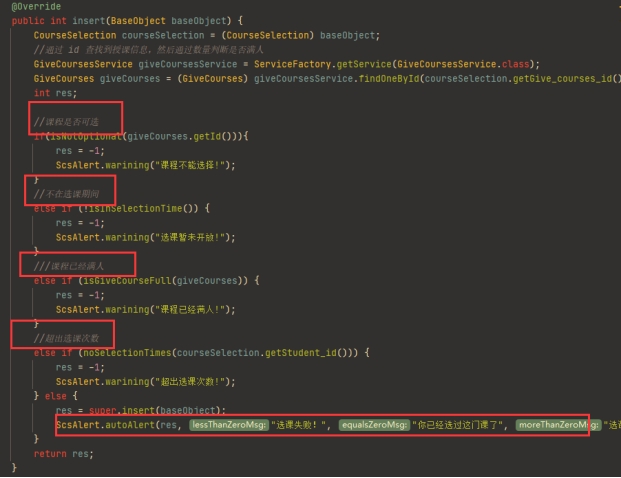 @Override
public int insert(BaseObject baseObject) {
CourseSelection courseSelection = (CourseSelection) baseObject;
//通过 id 查找到授课信息，然后通过数量判断是否满人
GiveCoursesService giveCoursesService = ServiceFactory.getService(GiveCoursesService.class);
GiveCourses giveCourses = (GiveCourses) giveCoursesService.findOneById(courseSelection.getGive_courses_id()
int res;
//课程是否可选
if(isNotOptional(giveCourses.getId())){
res = -1;
ScsAlert.warining("课程不能选择!");
}
//不在选课期间
else if (!isInSelectionTime()) {
res = -1;
ScsAlert.warining("选课暂未开放!");
}
///课程已经满人
else if (isGiveCourseFull(giveCourses)) {
res = -1;
ScsAlert.warining("课程已经满人!");
}
//超出选课次数
else if (noSelectionTimes(courseSelection.getStudent_id())) {
res = -1;
ScsAlert.warining("超出选课次数!");
} else {
res = super.insert(baseObject);
ScsAlert.autoAlert(res, lessThanZeroMsg: "选课失败! ", equalsZeroMsg: "你已经选过这门课了", moreThanZeroMsg: "选
}
return res;
}